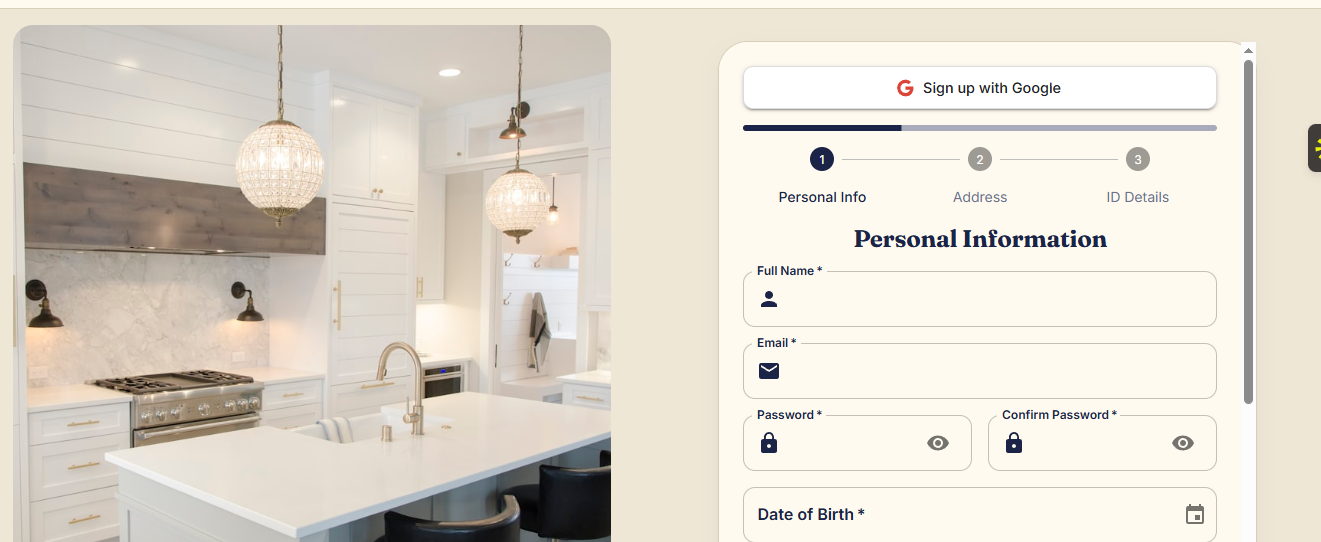 Sign up with Google
1 2 3
Personal Info Address ID Details
Personal Information
Full Name *
Email *
Password * Confirm Password *
Date of Birth *